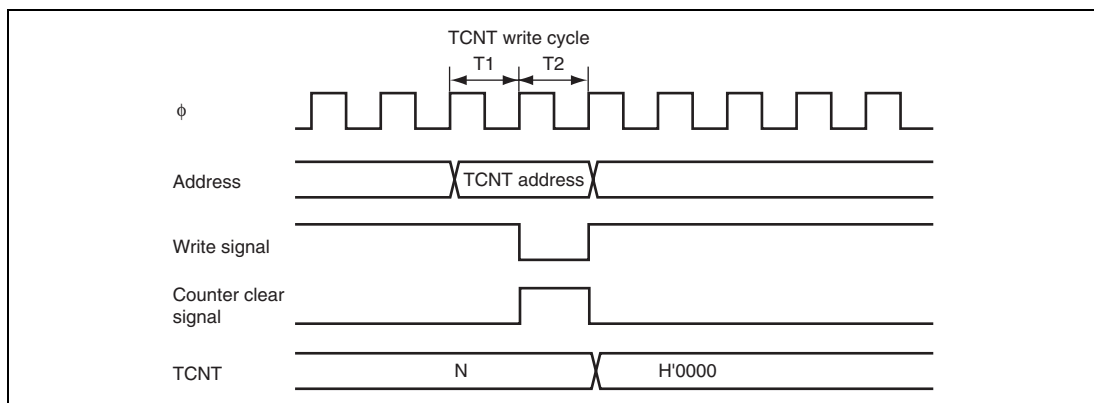 TCNT write cycle
T1 T2
ϕ
Address
TCNT address
Write signal
Counter clear
signal
TCNT
N
H'0000